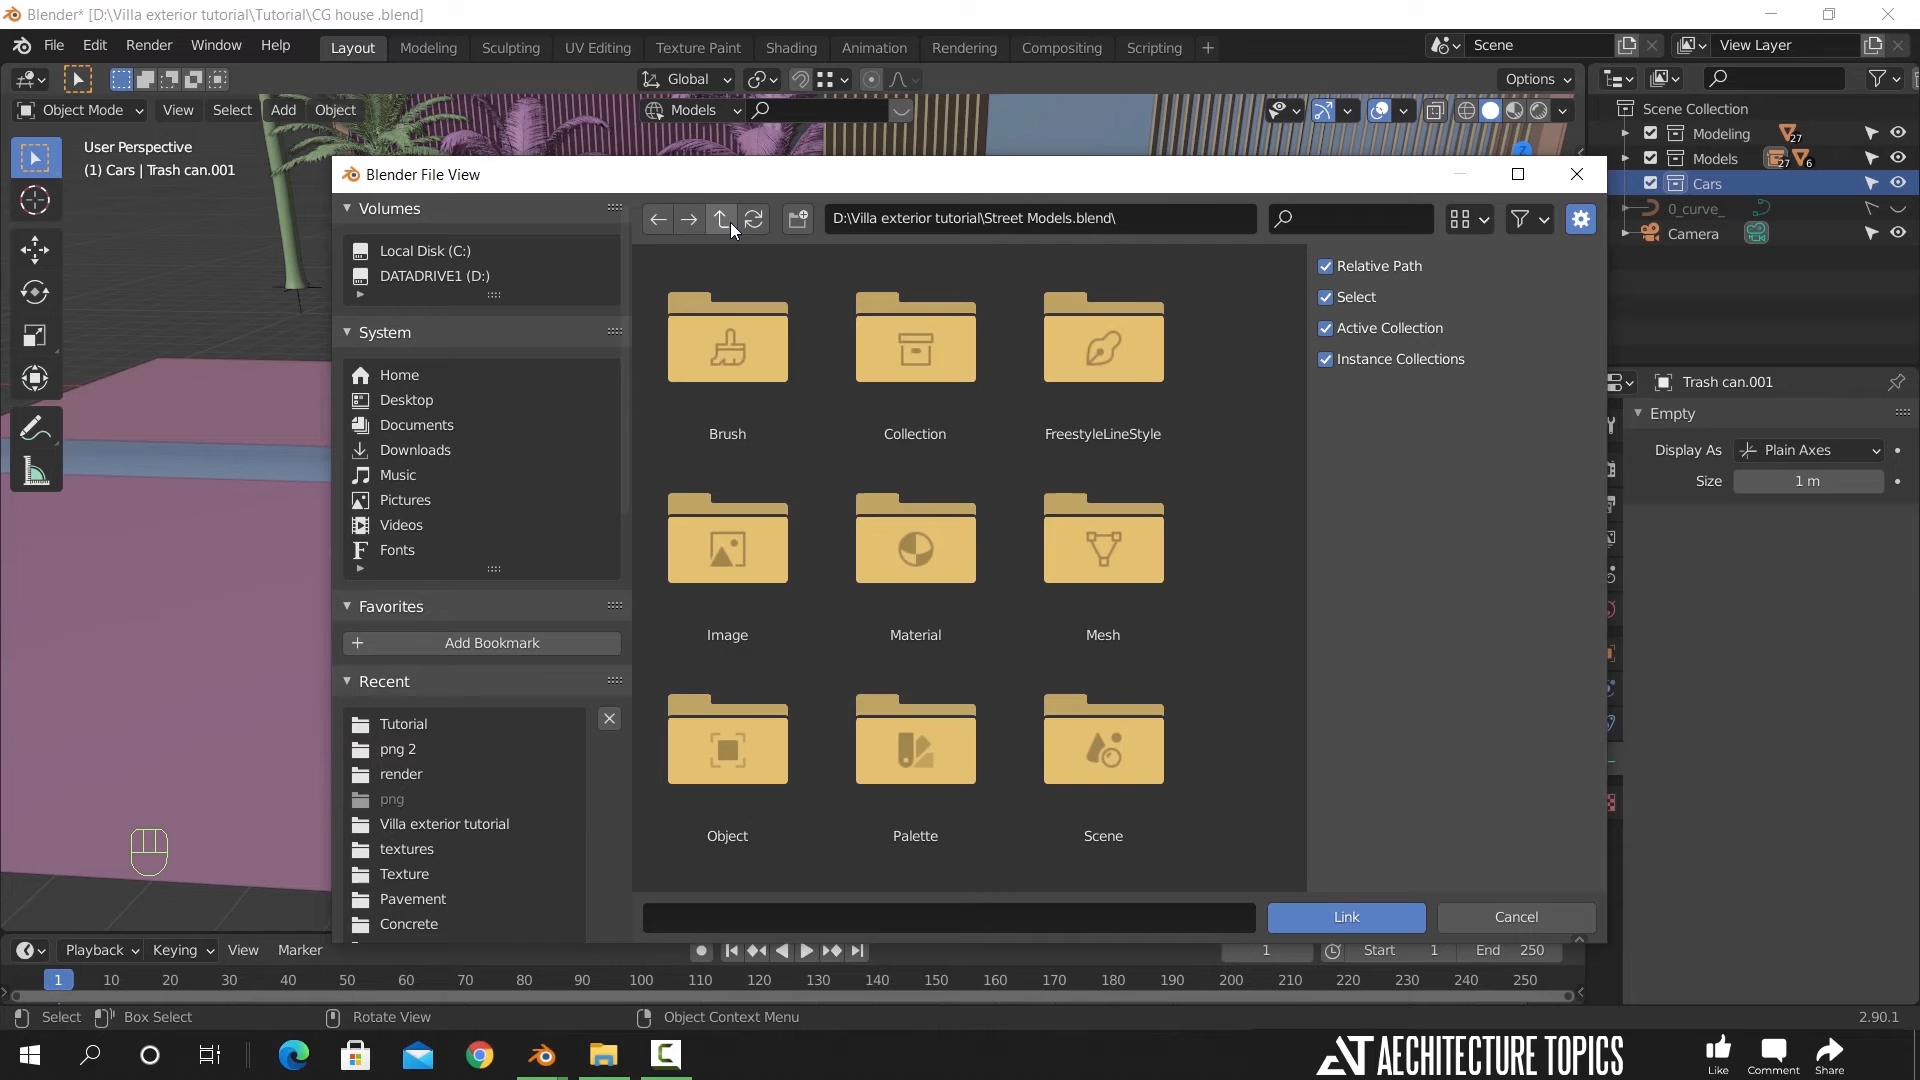 Blender* [D:\Villa exterior tutorial\Tutorial\CG house .blend]
File Edit Render Window Help Layout Modeling Sculpting UV Editing Texture Paint Shading Animation Rendering Compositing Scripting + Scene View Layer
Global Options
Object Mode View Select Add Object Models
User Perspective
(1) Cars | Trash can.001
Scene Collection
Modeling 27
Models 27 6
Cars
0_curve_
Camera
Blender File View
Volumes
Local Disk (C:)
DATADRIVE1 (D:)
D:\Villa exterior tutorial\Street Models.blend\
System
Home
Desktop
Documents
Downloads
Music
Pictures
Videos
Fonts
Favorites
Add Bookmark
Recent
Tutorial
png 2
render
png
Villa exterior tutorial
textures
Texture
Pavement
Concrete
Brush Collection FreestyleLineStyle
Image Material Mesh
Object Palette Scene
Relative Path
Select
Active Collection
Instance Collections
Link Cancel
Trash can.001
Empty
Display As Plain Axes
Size 1 m
Z
Playback Keying View Marker 1 Start 1 End 250
1 10 20 30 40 50 60 70 80 90 100 110 120 130 140 150 160 170 180 190 200 210 220 230 240 250
Select Box Select Rotate View Object Context Menu 2.90.1
AT AECHITECTURE TOPICS
Like Comment Share